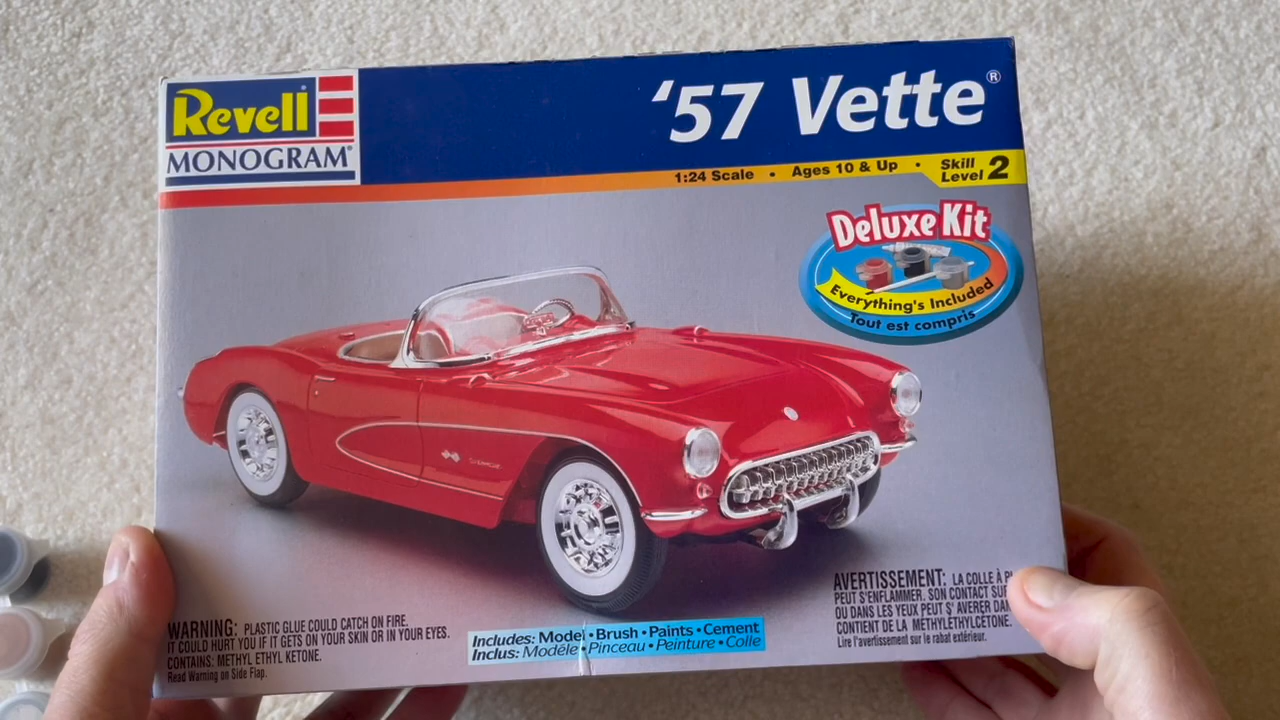 Revell
MONOGRAM®
'57 Vette®
1:24 Scale • Ages 10 & Up • Skill Level 2
Deluxe Kit
Everything's Included
Tout est compris
WARNING: PLASTIC GLUE COULD CATCH ON FIRE.
IT COULD HURT YOU IF IT GETS ON YOUR SKIN OR IN YOUR EYES.
CONTAINS: METHYL ETHYL KETONE.
Read Warning on Side Flap.
Includes: Model • Brush • Paints • Cement
Inclus: Modèle • Pinceau • Peinture • Colle
AVERTISSEMENT: LA COLLE À
PEUT S'ENFLAMMER. SON CONTACT SUR
OU DANS LES YEUX PEUT S'AVERER
CONTIENT DE LA METHYLETHYLCÉTONE.
Lire l'avertissement sur le rabat extérieur.